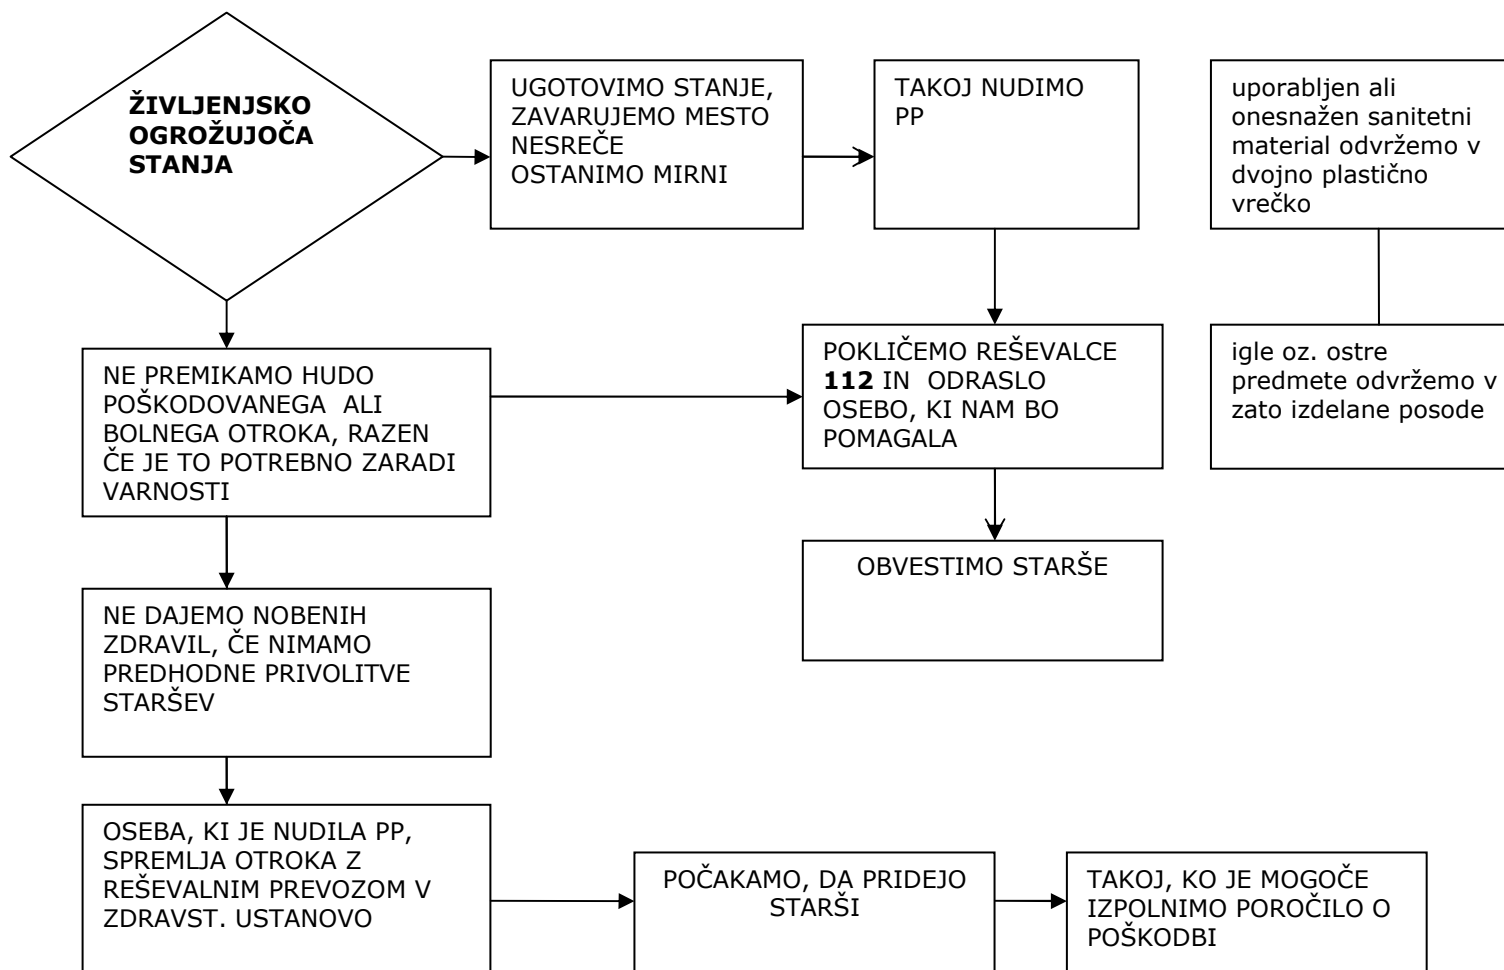 ŽIVLJENJSKO
OGROŽUJOČA
STANJA
UGOTOVIMO STANJE,
ZAVARUJEMO MESTO
NESREČE
OSTANIMO MIRNI
TAKOJ NUDIMO
PP
uporabljen ali
onesnažen sanitetni
material odvržemo v
dvojno plastično
vrečko
NE PREMIKAMO HUDO
POŠKODOVANEGA ALI
BOLNEGA OTROKA, RAZEN
ČE JE TO POTREBNO ZARADI
VARNOSTI
POKLIČEMO REŠEVALCE
112 IN ODRASLO
OSEBO, KI NAM BO
POMAGALA
igle oz. ostre
predmete odvržemo v
zato izdelane posode
OBVESTIMO STARŠE
NE DAJEMO NOBENIH
ZDRAVIL, ČE NIMAMO
PREDHODNE PRIVOLITVE
STARŠEV
OSEBA, KI JE NUDILA PP,
SPREMLJA OTROKA Z
REŠEVALNIM PREVOZOM V
ZDRAVST. USTANOVO
POČAKAMO, DA PRIDEJO
STARŠI
TAKOJ, KO JE MOGOČE
IZPOLNIMO POROČILO O
POŠKODBI